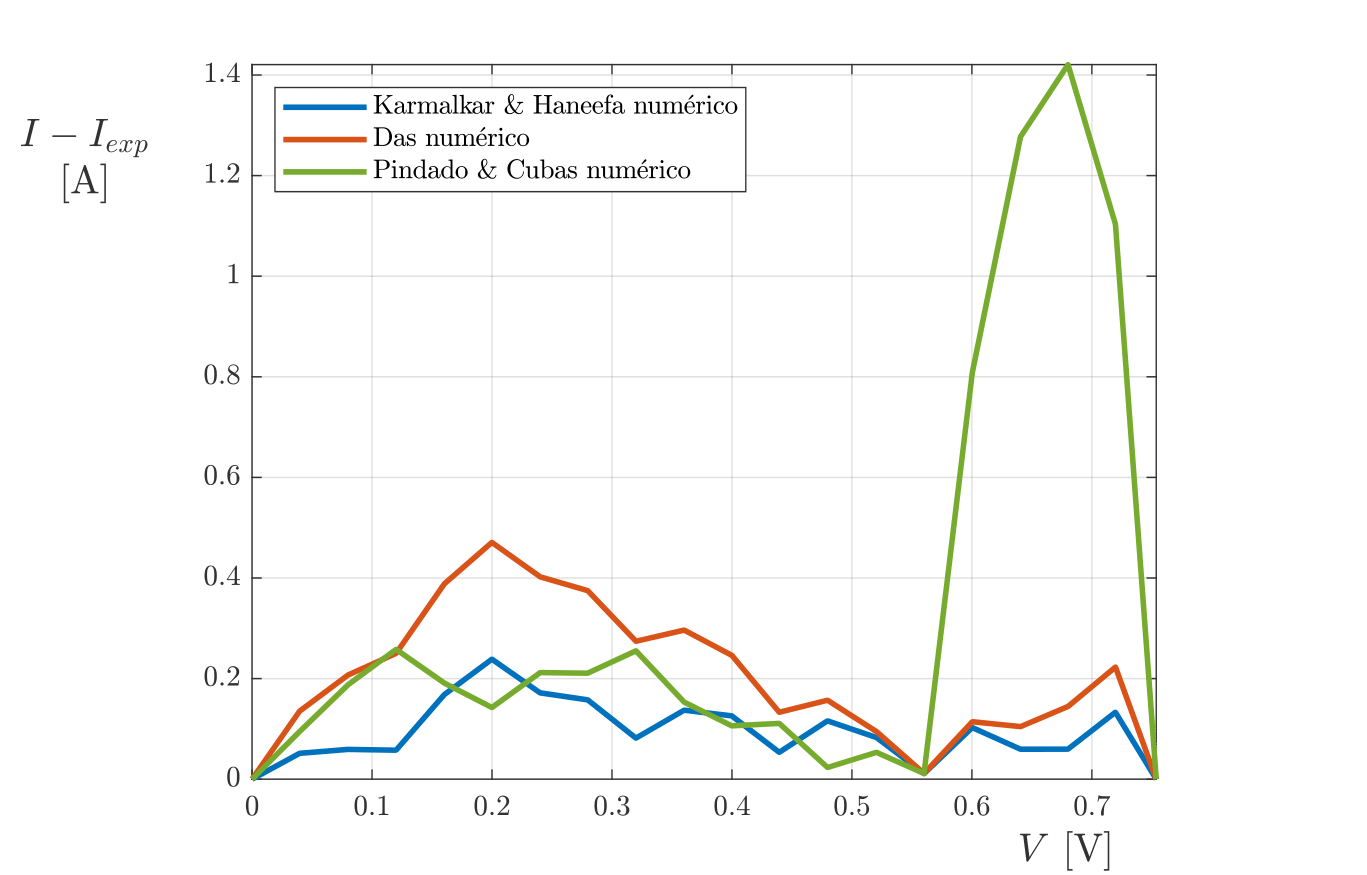 I − I_exp
[A]
1.4
1.2
1
0.8
0.6
0.4
0.2
0
Karmalkar & Haneefa numérico
Das numérico
Pindado & Cubas numérico
0 0.1 0.2 0.3 0.4 0.5 0.6 0.7
V [V]